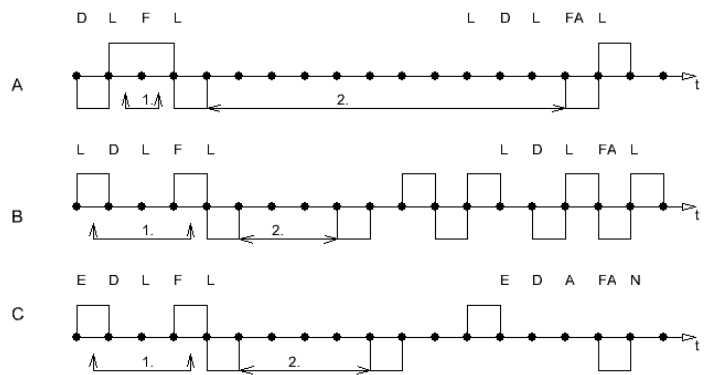 D L F L L D L FA L
A 1. 2. t
L D L F L L D L FA L
B 1. 2. t
E D L F L E D A FA N
C 1. 2. t